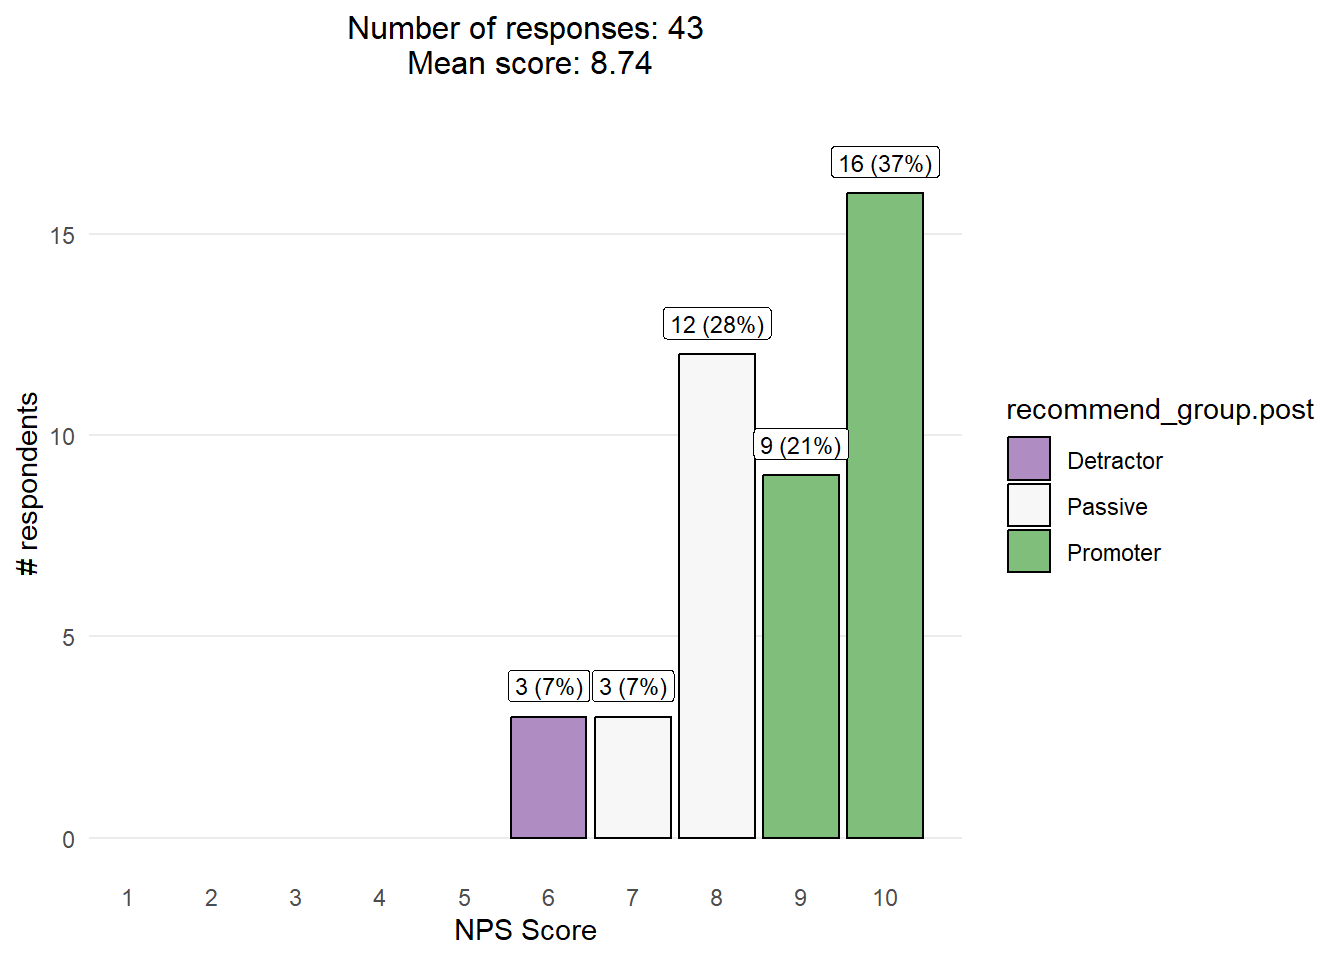 Number of responses: 43
Mean score: 8.74
16 (37%)
15
12 (28%)
# respondents
recommend_group.post
10
9 (21%)
Detractor
Passive
Promoter
5
3 (7%)
3 (7%)
0
1 2 3 4 5 6 7 8 9 10
NPS Score